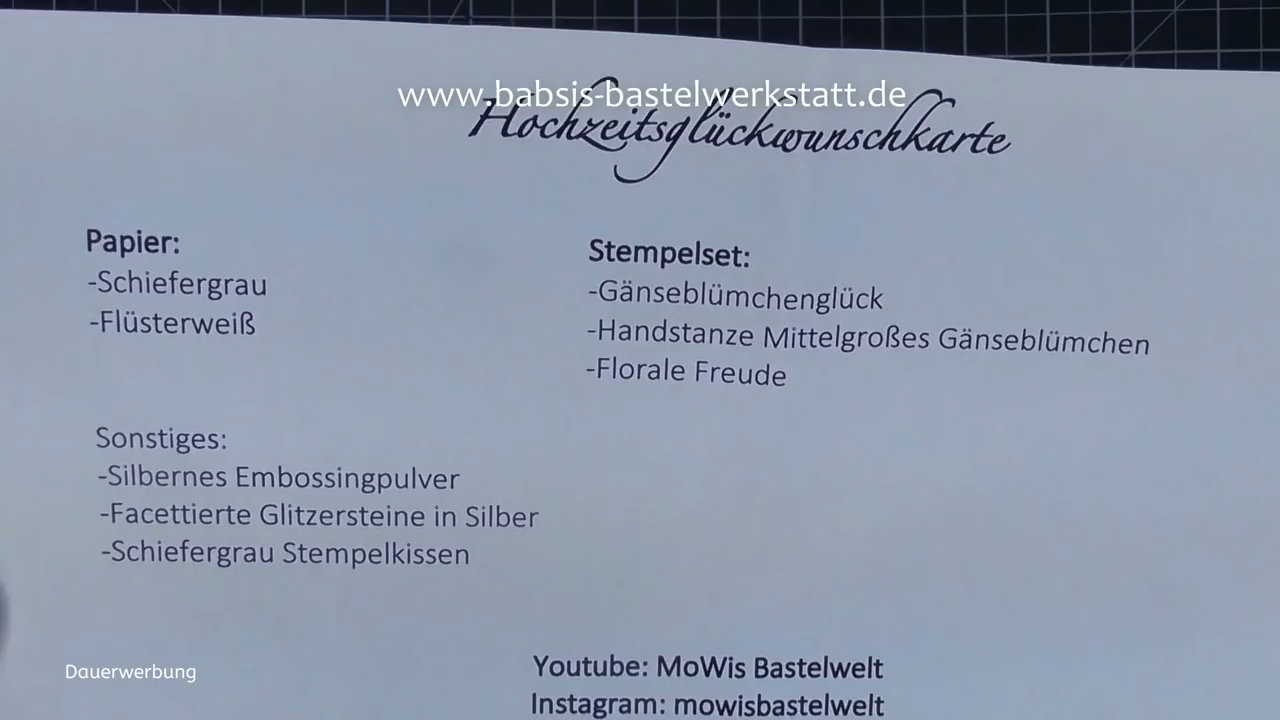 www.babsis-bastelwerkstatt.de
Hochzeitsglückwunschkarte
Papier:
-Schiefergrau
-Flüsterweiß
Stempelset:
-Gänseblümchenglück
-Handstanze Mittelgroßes Gänseblümchen
-Florale Freude
Sonstiges:
-Silbernes Embossingpulver
-Facettierte Glitzersteine in Silber
-Schiefergrau Stempelkissen
Dauerwerbung
Youtube: MoWis Bastelwelt
Instagram: mowisbastelwelt